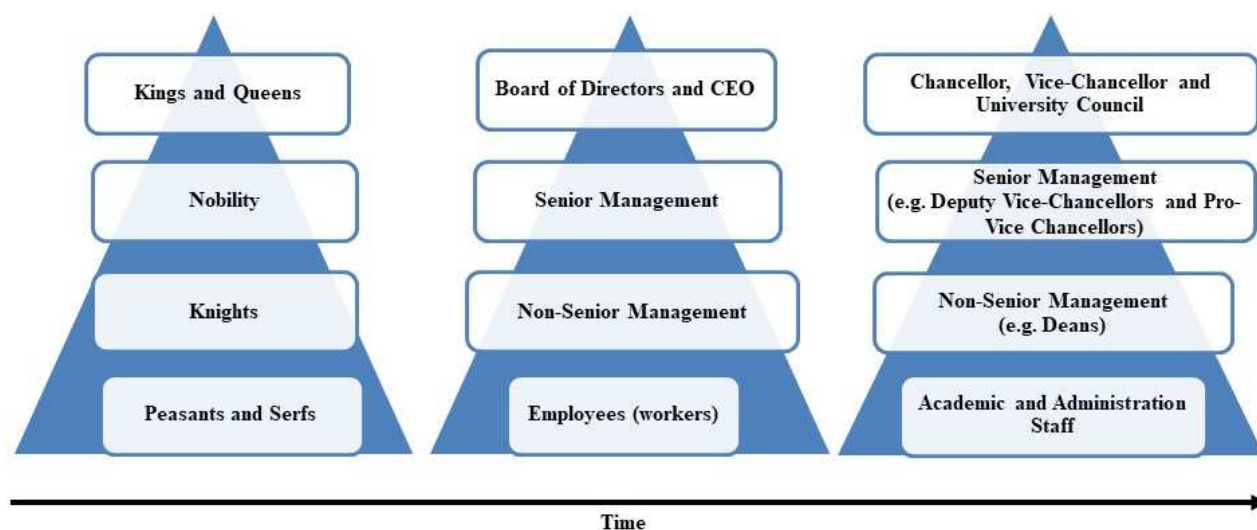 Kings and Queens
Nobility
Knights
Peasants and Serfs
Board of Directors and CEO
Senior Management
Non-Senior Management
Employees (workers)
Chancellor, Vice-Chancellor and
University Council
Senior Management
(e.g. Deputy Vice-Chancellors and Pro-
Vice Chancellors)
Non-Senior Management
(e.g. Deans)
Academic and Administration
Staff
Time